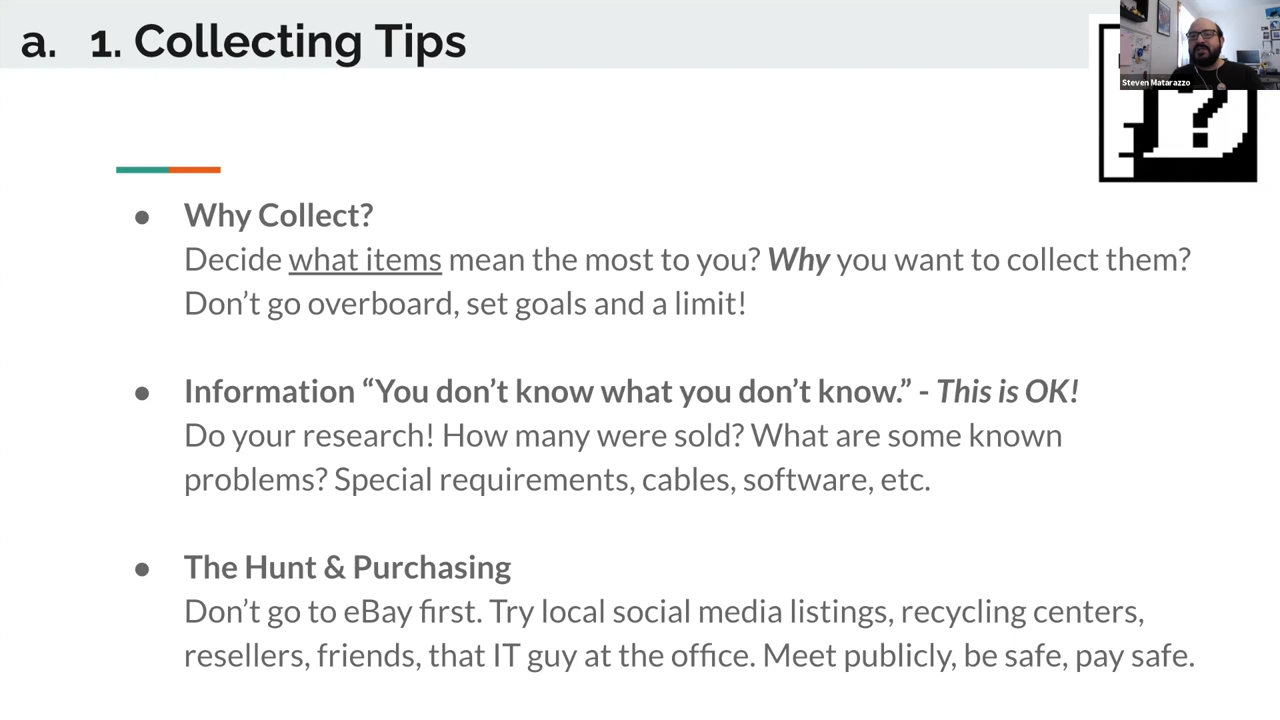 a. 1. Collecting Tips
Steven Matarazzo
?
● Why Collect?
Decide what items mean the most to you? Why you want to collect them?
Don’t go overboard, set goals and a limit!
● Information “You don’t know what you don’t know.” - This is OK!
Do your research! How many were sold? What are some known
problems? Special requirements, cables, software, etc.
● The Hunt & Purchasing
Don’t go to eBay first. Try local social media listings, recycling centers,
resellers, friends, that IT guy at the office. Meet publicly, be safe, pay safe.